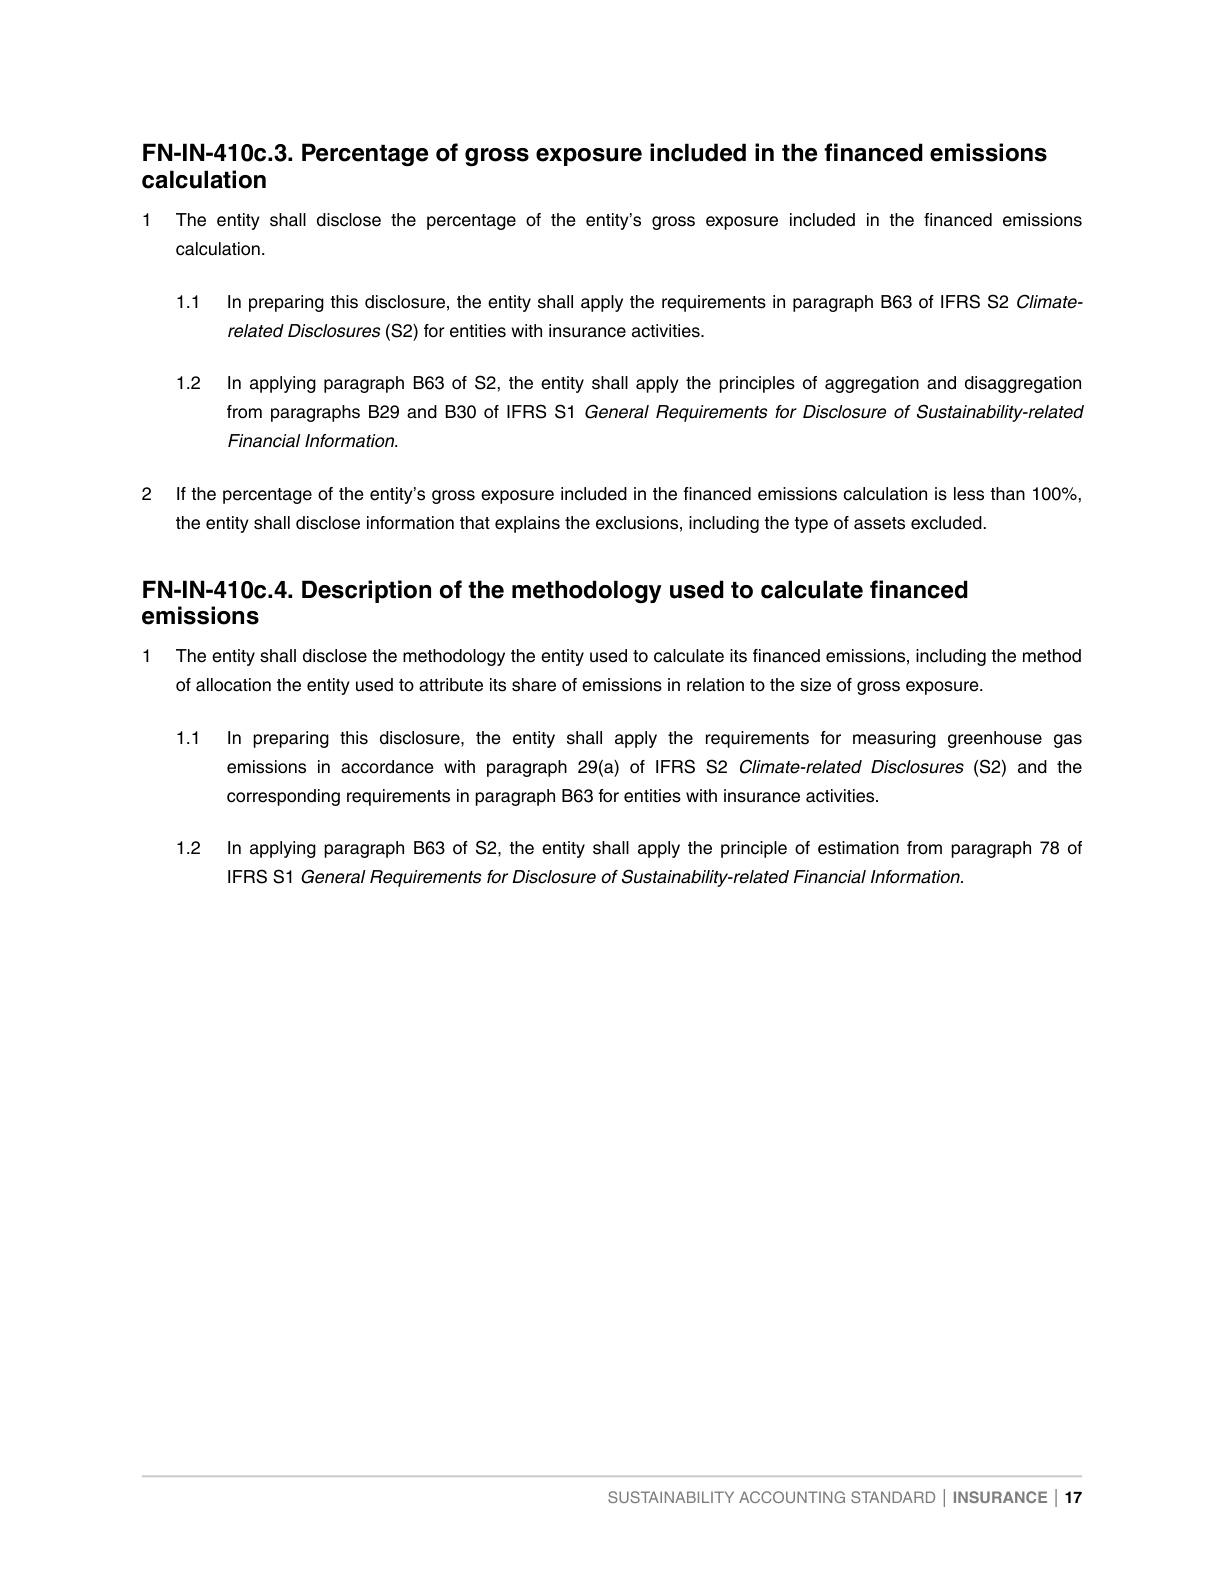 FN-IN-410c.3. Percentage of gross exposure included in the financed emissions
calculation
1 The entity shall disclose the percentage of the entity’s gross exposure included in the financed emissions
calculation.
1.1 In preparing this disclosure, the entity shall apply the requirements in paragraph B63 of IFRS S2 Climate-
related Disclosures (S2) for entities with insurance activities.
1.2 In applying paragraph B63 of S2, the entity shall apply the principles of aggregation and disaggregation
from paragraphs B29 and B30 of IFRS S1 General Requirements for Disclosure of Sustainability-related
Financial Information.
2 If the percentage of the entity’s gross exposure included in the financed emissions calculation is less than 100%,
the entity shall disclose information that explains the exclusions, including the type of assets excluded.
FN-IN-410c.4. Description of the methodology used to calculate financed
emissions
1 The entity shall disclose the methodology the entity used to calculate its financed emissions, including the method
of allocation the entity used to attribute its share of emissions in relation to the size of gross exposure.
1.1 In preparing this disclosure, the entity shall apply the requirements for measuring greenhouse gas
emissions in accordance with paragraph 29(a) of IFRS S2 Climate-related Disclosures (S2) and the
corresponding requirements in paragraph B63 for entities with insurance activities.
1.2 In applying paragraph B63 of S2, the entity shall apply the principle of estimation from paragraph 78 of
IFRS S1 General Requirements for Disclosure of Sustainability-related Financial Information.
SUSTAINABILITY ACCOUNTING STANDARD | INSURANCE | 17